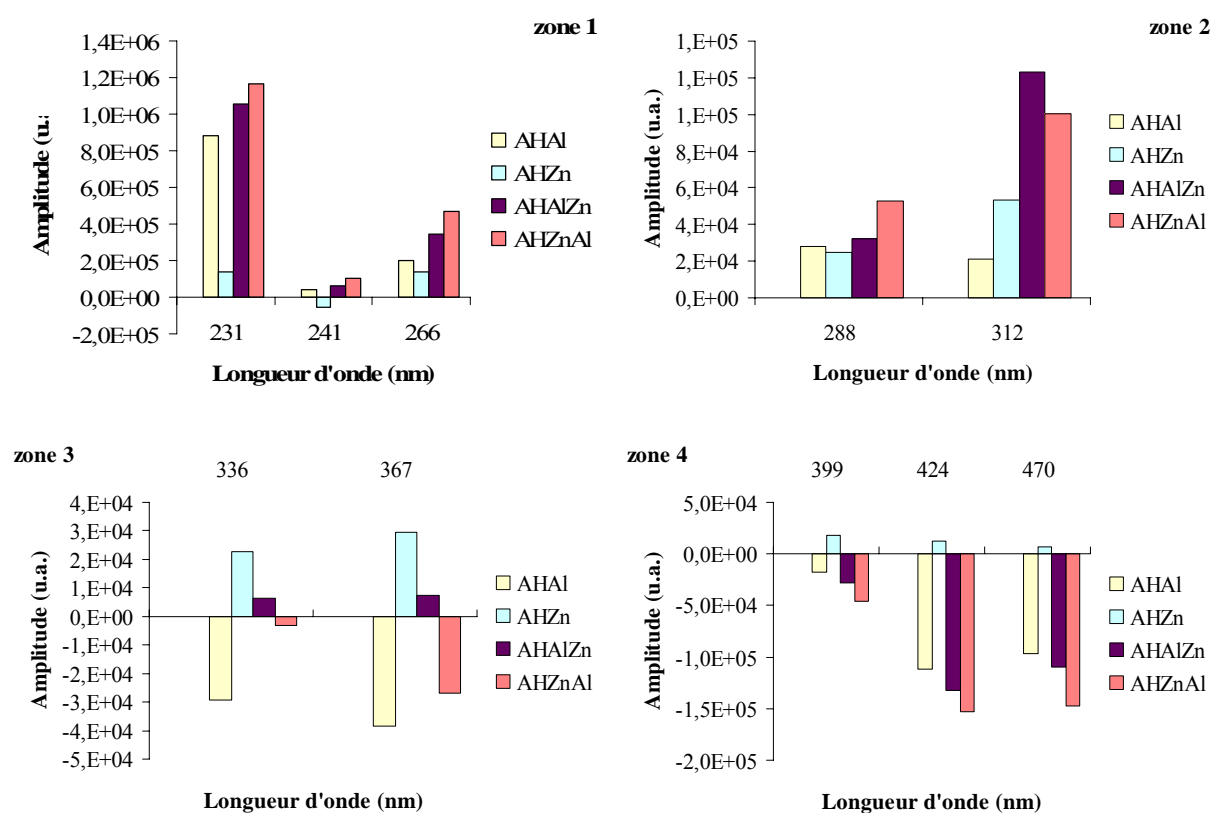 zone 1
1,4E+06
1,2E+06
1,0E+06
8,0E+05
6,0E+05
4,0E+05
2,0E+05
0,0E+00
-2,0E+05
Amplitude (u.a
231 241 266
Longueur d'onde (nm)
AHAl
AHZn
AHAlZn
AHZnAl
zone 2
1,E+05
1,E+05
1,E+05
8,E+04
6,E+04
4,E+04
2,E+04
0,E+00
Amplitude (u.a.)
288 312
Longueur d'onde (nm)
AHAl
AHZn
AHAlZn
AHZnAl
zone 3
336 367
4,E+04
3,E+04
2,E+04
1,E+04
0,E+00
-1,E+04
-2,E+04
-3,E+04
-4,E+04
-5,E+04
Amplitude (u.a.)
Longueur d'onde (nm)
AHAl
AHZn
AHAlZn
AHZnAl
zone 4
399 424 470
5,0E+04
0,0E+00
-5,0E+04
-1,0E+05
-1,5E+05
-2,0E+05
Amplitude (u.a.)
Longueur d'onde (nm)
AHAl
AHZn
AHAlZn
AHZnAl